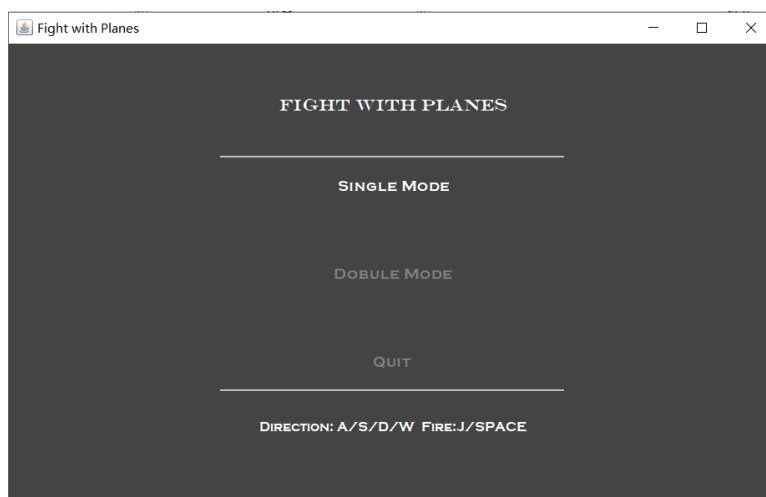 Fight with Planes
FIGHT WITH PLANES
Single Mode
Dobule Mode
Quit
Direction: A/S/D/W Fire:J/SPACE